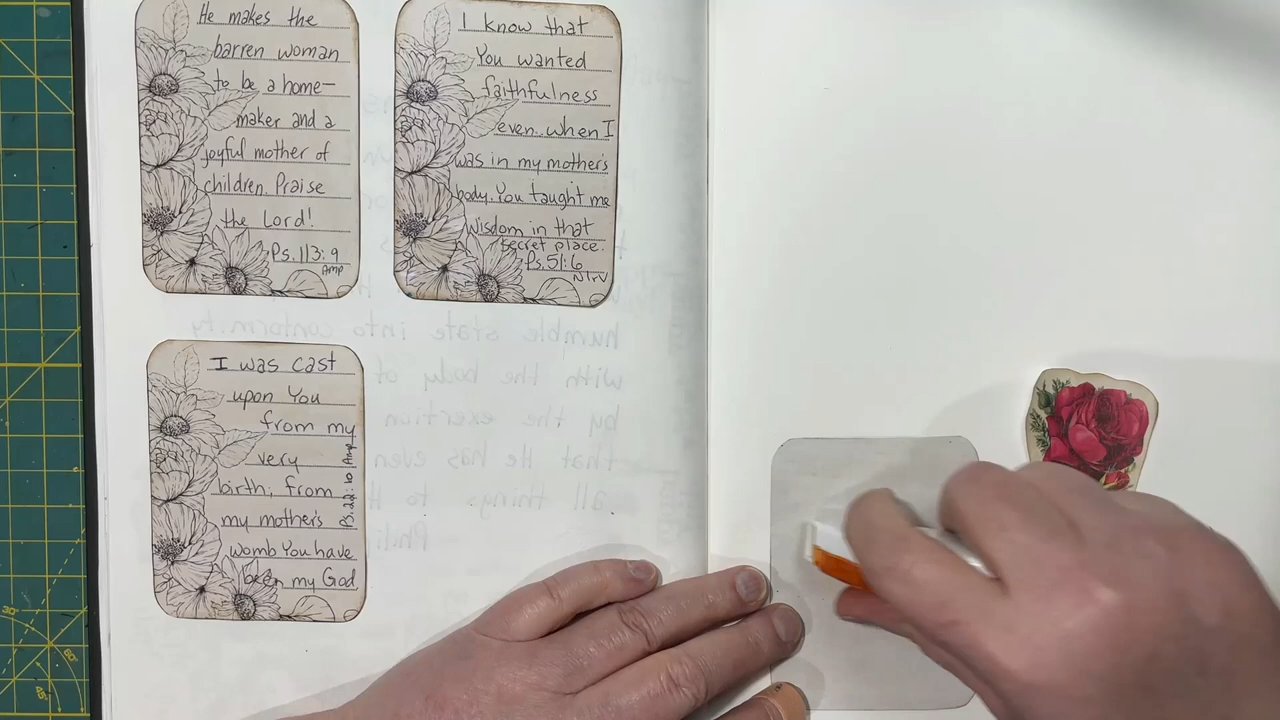 He makes the
barren woman
to be a home-
maker and a
joyful mother of
children. Praise
the Lord!
Ps. 113:9
Amp
I know that
You wanted
faithfulness
even when I
was in my mother's
body. You taught me
wisdom in that
secret place.
Ps. 51:6
NIrV
I was cast
upon You
from my
very
birth; from
my mother's
womb You have
been my God
Ps. 22:10 Amp
humble state into conformity
with the body of
by the exertion
that He has even
all things to H
Phili